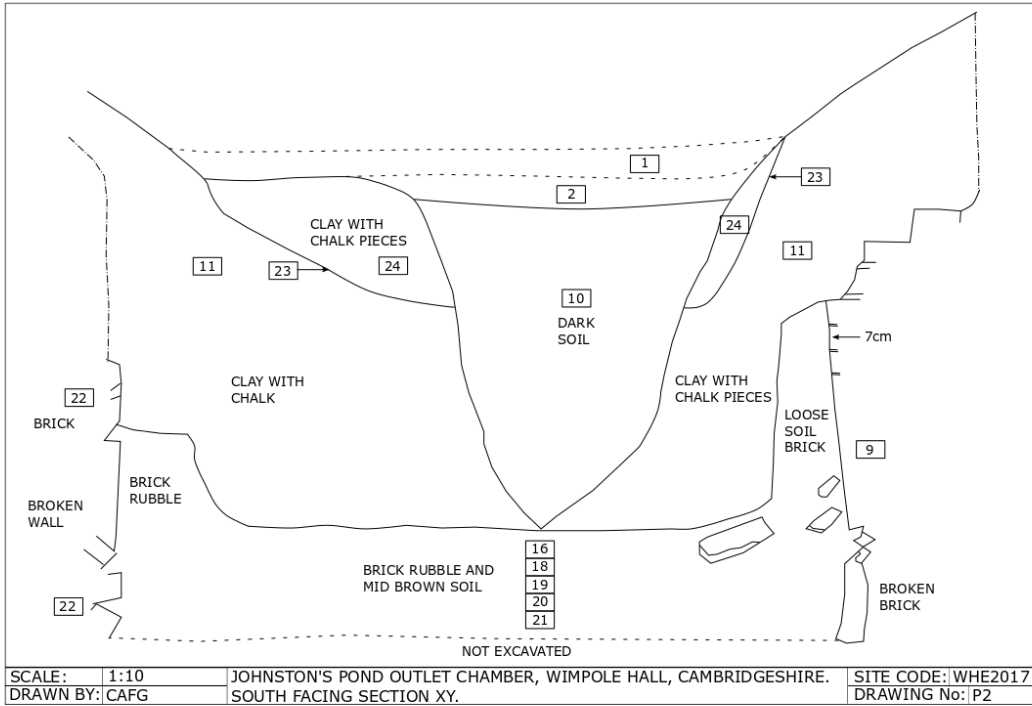 1
2
23
24
11
CLAY WITH
CHALK PIECES
11
23
24
10
DARK
SOIL
7cm
CLAY WITH
CHALK
CLAY WITH
CHALK PIECES
22
BRICK
LOOSE
SOIL
BRICK
9
BRICK
RUBBLE
BROKEN
WALL
16
18
19
20
21
BRICK RUBBLE AND
MID BROWN SOIL
22
BROKEN
BRICK
NOT EXCAVATED
SCALE: 1:10
DRAWN BY: CAFG
JOHNSTON'S POND OUTLET CHAMBER, WIMPOLE HALL, CAMBRIDGESHIRE.
SOUTH FACING SECTION XY.
SITE CODE: WHE2017
DRAWING No: P2